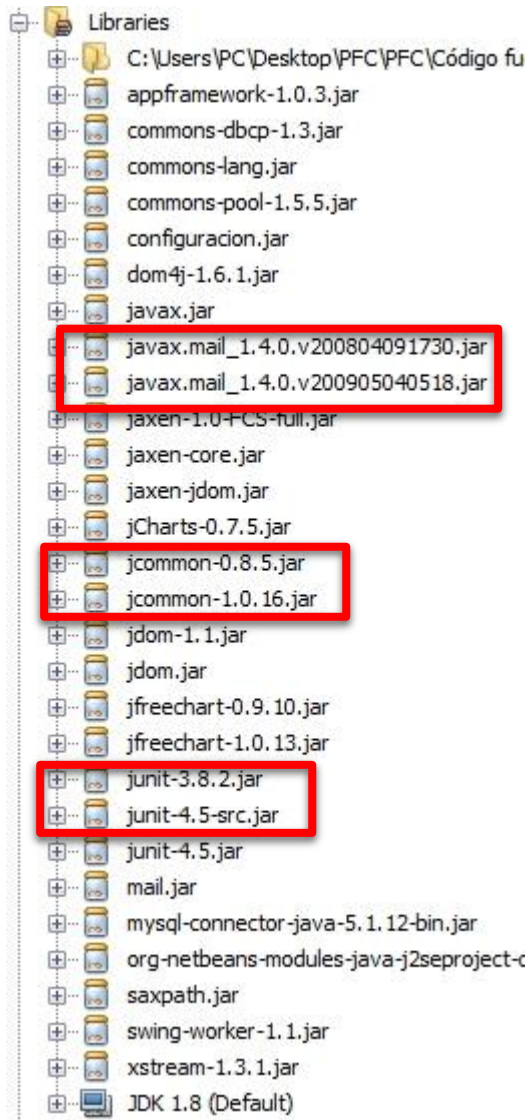 Libraries
C:\Users\PC\Desktop\PFC\PFC\Código fu
appframework-1.0.3.jar
commons-dbcp-1.3.jar
commons-lang.jar
commons-pool-1.5.5.jar
configuracion.jar
dom4j-1.6.1.jar
javax.jar
javax.mail_1.4.0.v200804091730.jar
javax.mail_1.4.0.v200905040518.jar
jaxen-1.0-FCS-full.jar
jaxen-core.jar
jaxen-jdom.jar
jCharts-0.7.5.jar
jcommon-0.8.5.jar
jcommon-1.0.16.jar
jdom-1.1.jar
jdom.jar
jfreechart-0.9.10.jar
jfreechart-1.0.13.jar
junit-3.8.2.jar
junit-4.5-src.jar
junit-4.5.jar
mail.jar
mysql-connector-java-5.1.12-bin.jar
org-netbeans-modules-java-j2seproject-c
saxpath.jar
swing-worker-1.1.jar
xstream-1.3.1.jar
JDK 1.8 (Default)